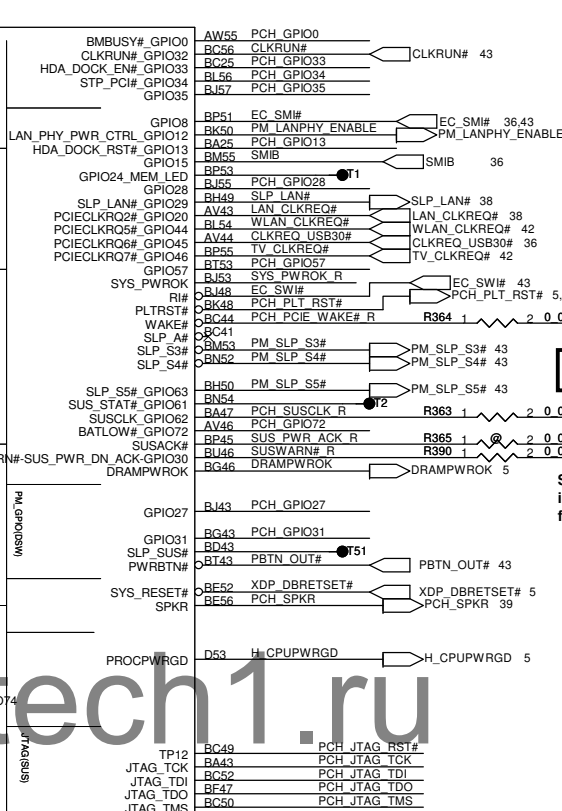 BMBUSY#_GPIO0 AW55 PCH_GPIO0
CLKRUN#_GPIO32 BC56 CLKRUN# CLKRUN# 43
HDA_DOCK_EN#_GPIO33 BC25 PCH_GPIO33
STP_PCI#_GPIO34 BL56 PCH_GPIO34
GPIO35 BJ57 PCH_GPIO35
GPIO8 BP51 EC_SMI# EC_SMI# 36,43
LAN_PHY_PWR_CTRL_GPIO12 BK50 PM_LANPHY_ENABLE PM_LANPHY_ENABLE
HDA_DOCK_RST#_GPIO13 BA25 PCH_GPIO13
GPIO15 BM55 SMIB SMIB 36
GPIO24_MEM_LED BP53 T1
GPIO28 BJ55 PCH_GPIO28
SLP_LAN#_GPIO29 BH49 SLP_LAN# SLP_LAN# 38
PCIECLKRQ2#_GPIO20 AV43 LAN_CLKREQ# LAN_CLKREQ# 38
PCIECLKRQ5#_GPIO44 BL54 WLAN_CLKREQ# WLAN_CLKREQ# 42
PCIECLKRQ6#_GPIO45 AV44 CLKREQ_USB30# CLKREQ_USB30# 36
PCIECLKRQ7#_GPIO46 BP55 TV_CLKREQ# TV_CLKREQ# 42
GPIO57 BT53 PCH_GPIO57
SYS_PWROK BJ53 SYS_PWROK_R
RI# BJ48 EC_SWI# EC_SWI# 43
PLTRST# BK48 PCH_PLT_RST# PCH_PLT_RST# 5,
WAKE# BC44 PCH_PCIE_WAKE#_R R364 1 2 0_0
SLP_A# BC41
SLP_S3# BM53 PM_SLP_S3# PM_SLP_S3# 43
SLP_S4# BN52 PM_SLP_S4# PM_SLP_S4# 43
SLP_S5#_GPIO63 BH50 PM_SLP_S5# PM_SLP_S5# 43
SUS_STAT#_GPIO61 BN54 T2
SUSCLK_GPIO62 BA47 PCH_SUSCLK_R R363 1 2 0_0
BATLOW#_GPIO72 AV46 PCH_GPIO72
SUSACK# BP45 SUS_PWR_ACK_R R365 1 @ 2 0_0
RN#-SUS_PWR_DN_ACK-GPIO30 BU46 SUSWARN#_R R390 1 2 0_0
DRAMPWROK BG46 DRAMPWROK DRAMPWROK 5
PM_GPIO(DSW)
GPIO27 BJ43 PCH_GPIO27
GPIO31 BG43 PCH_GPIO31
SLP_SUS# BD43 T51
PWRBTN# BT43 PBTN_OUT# PBTN_OUT# 43
SYS_RESET# BE52 XDP_DBRETSET# XDP_DBRETSET# 5
SPKR BE56 PCH_SPKR PCH_SPKR 39
PROCPWRGD D53 H_CPUPWRGD H_CPUPWRGD 5
tech1.ru
JTAG(SUS)
TP12 BC49 PCH_JTAG_RST#
JTAG_TCK BA43 PCH_JTAG_TCK
JTAG_TDI BC52 PCH_JTAG_TDI
JTAG_TDO BF47 PCH_JTAG_TDO
JTAG_TMS BC50 PCH_JTAG_TMS